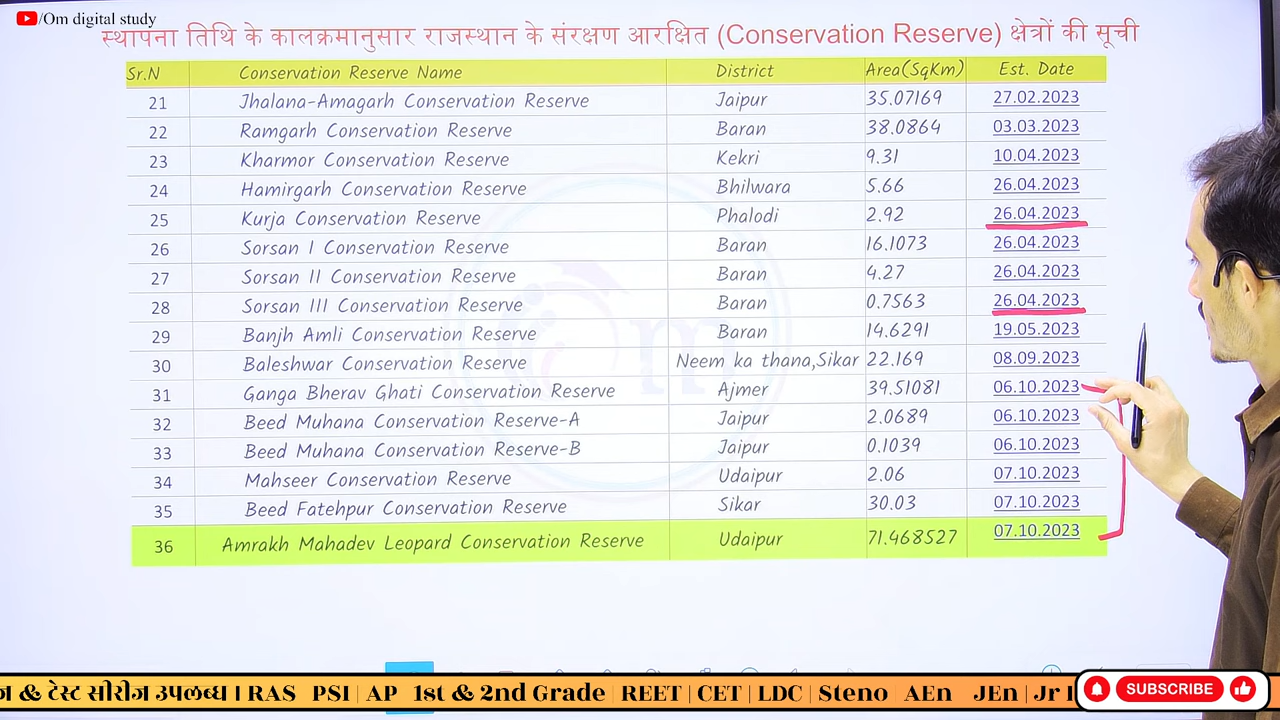 /Om digital study
स्थापना तिथि के कालक्रमानुसार राजस्थान के संरक्षण आरक्षित (Conservation Reserve) क्षेत्रों की सूची
Sr.N Conservation Reserve Name District Area(SqKm) Est. Date
21 Jhalana-Amagarh Conservation Reserve Jaipur 35.07169 27.02.2023
22 Ramgarh Conservation Reserve Baran 38.0864 03.03.2023
23 Kharmor Conservation Reserve Kekri 9.31 10.04.2023
24 Hamirgarh Conservation Reserve Bhilwara 5.66 26.04.2023
25 Kurja Conservation Reserve Phalodi 2.92 26.04.2023
26 Sorsan I Conservation Reserve Baran 16.1073 26.04.2023
27 Sorsan II Conservation Reserve Baran 4.27 26.04.2023
28 Sorsan III Conservation Reserve Baran 0.7563 26.04.2023
29 Banjh Amli Conservation Reserve Baran 14.6291 19.05.2023
30 Baleshwar Conservation Reserve Neem ka thana,Sikar 22.169 08.09.2023
31 Ganga Bherav Ghati Conservation Reserve Ajmer 39.51081 06.10.2023
32 Beed Muhana Conservation Reserve-A Jaipur 2.0689 06.10.2023
33 Beed Muhana Conservation Reserve-B Jaipur 0.1039 06.10.2023
34 Mahseer Conservation Reserve Udaipur 2.06 07.10.2023
35 Beed Fatehpur Conservation Reserve Sikar 30.03 07.10.2023
36 Amrakh Mahadev Leopard Conservation Reserve Udaipur 71.468527 07.10.2023
& टेस्ट सीरीज उपलब्ध । RAS PSI | AP 1st & 2nd Grade | REET | CET | LDC | Steno | AEn JEn | Jr
SUBSCRIBE